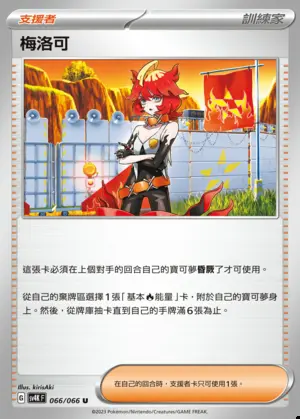 支援者
訓練家
梅洛可
這張卡必須在上個對手的回合自己的寶可夢昏厥了才可使用。
從自己的棄牌區選擇1張「基本🔥能量」卡,附於自己的寶可夢身
上。然後,從牌庫抽卡直到自己的手牌滿6張為止。
Illus. kirisAki
G SV4K F 066/066 U
在自己的回合時,支援者卡只可使用1張。
©2023 Pokémon/Nintendo/Creatures/GAME FREAK.